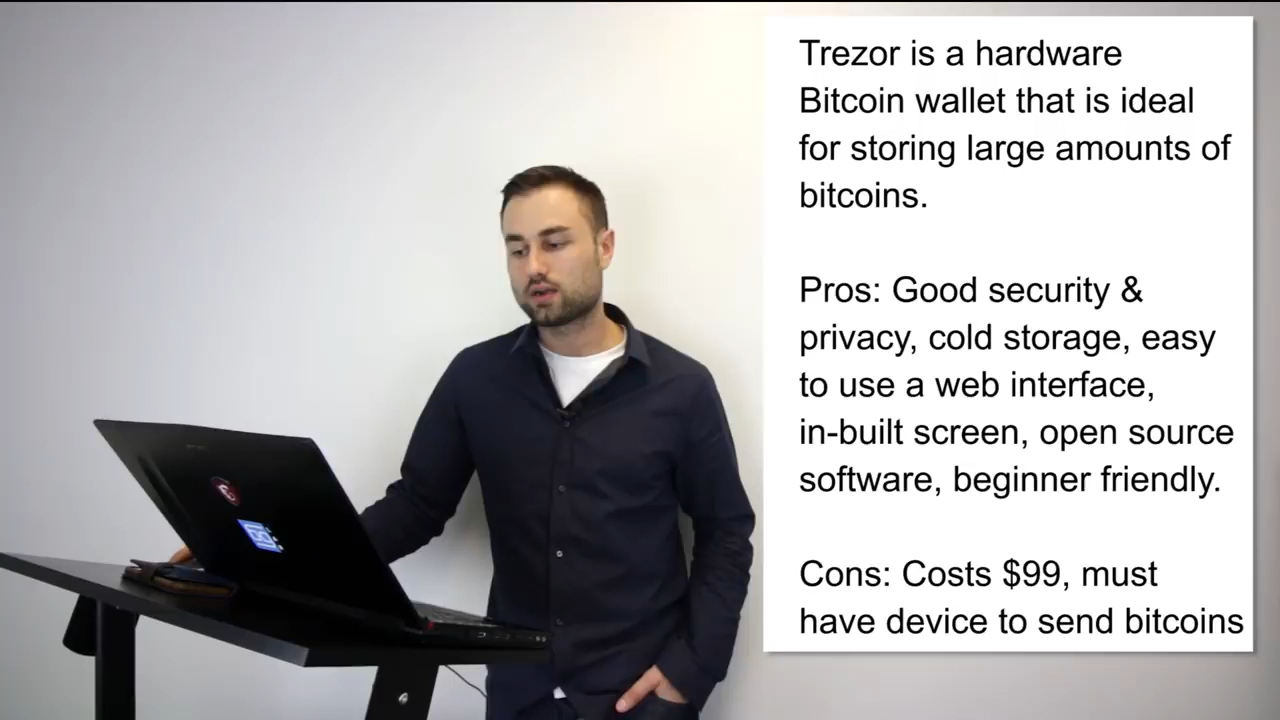 Trezor is a hardware
Bitcoin wallet that is ideal
for storing large amounts of
bitcoins.
Pros: Good security &
privacy, cold storage, easy
to use a web interface,
in-built screen, open source
software, beginner friendly.
Cons: Costs $99, must
have device to send bitcoins